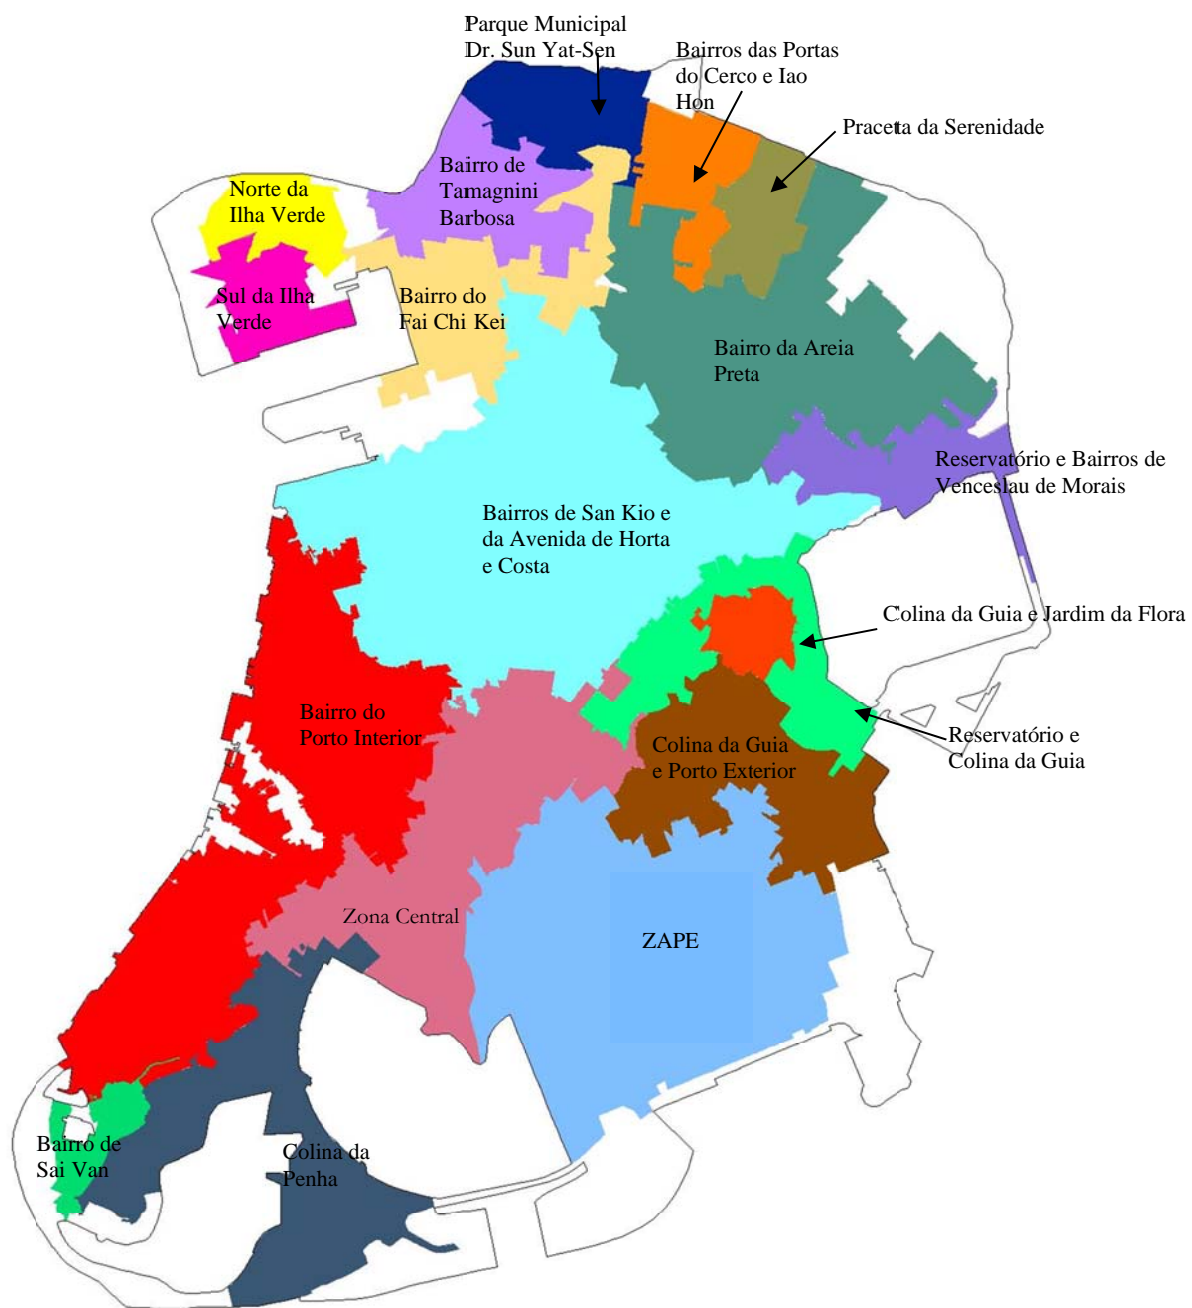 Parque Municipal
Dr. Sun Yat-Sen
Bairros das Portas
do Cerco e Iao
Hon
Praceta da Serenidade
Bairro de
Tamagnini
Barbosa
Norte da
Ilha Verde
Sul da Ilha
Verde
Bairro do
Fai Chi Kei
Bairro da Areia
Preta
Reservatório e Bairros de
Venceslau de Morais
Bairros de San Kio e
da Avenida de Horta
e Costa
Colina da Guia e Jardim da Flora
Bairro do
Porto Interior
Colina da Guia
e Porto Exterior
Reservatório e
Colina da Guia
Zona Central
ZAPE
Bairro de
Sai Van
Colina da
Penha